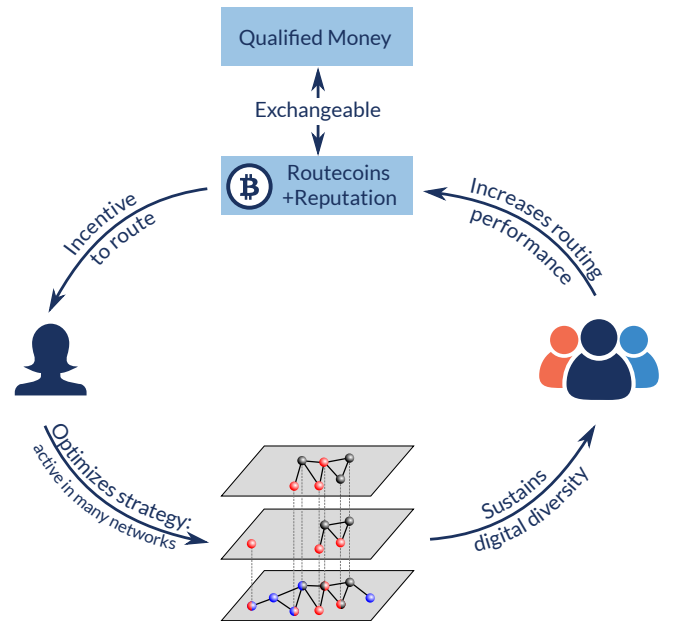 Qualified Money
Exchangeable
Routecoins
+Reputation
Incentive
to route
Increases routing
performance
Optimizes strategy:
active in many networks
Sustains
digital diversity